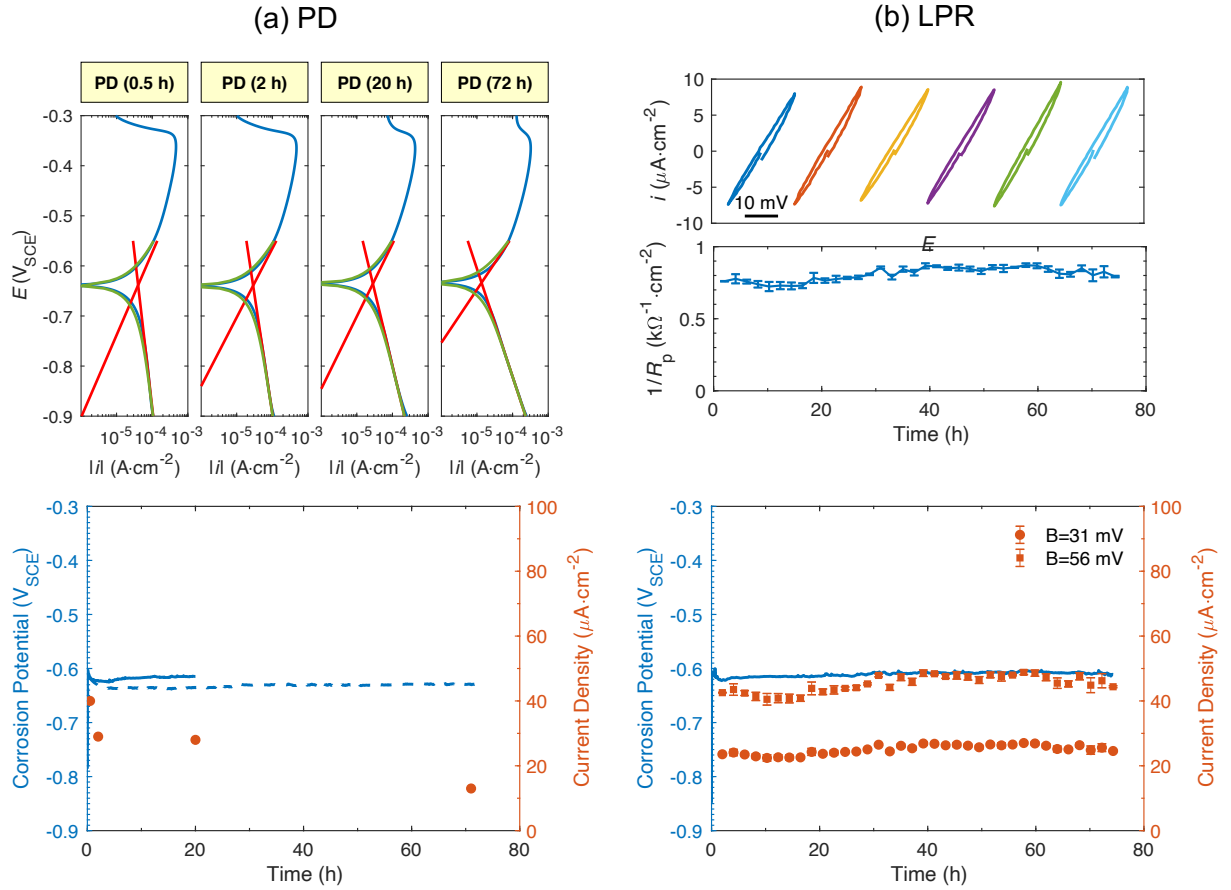 (a) PD
(b) LPR
PD (0.5 h)
PD (2 h)
PD (20 h)
PD (72 h)
-0.3
-0.4
-0.5
-0.6
-0.7
-0.8
-0.9
E (V_SCE)
10^-5 10^-4 10^-3
10^-5 10^-4 10^-3
10^-5 10^-4 10^-3
10^-5 10^-4 10^-3
|i| (A·cm^-2)
|i| (A·cm^-2)
|i| (A·cm^-2)
|i| (A·cm^-2)
10
5
0
-5
-10
i (μA·cm^-2)
10 mV
E
1
0.5
0
1/R_p (kΩ^-1·cm^-2)
0 20 40 60 80
Time (h)
-0.3
-0.4
-0.5
-0.6
-0.7
-0.8
-0.9
Corrosion Potential (V_SCE)
100
80
60
40
20
0
Current Density (μA·cm^-2)
0 20 40 60 80
Time (h)
-0.3
-0.4
-0.5
-0.6
-0.7
-0.8
-0.9
Corrosion Potential (V_SCE)
B=31 mV
B=56 mV
100
80
60
40
20
0
Current Density (μA·cm^-2)
0 20 40 60 80
Time (h)